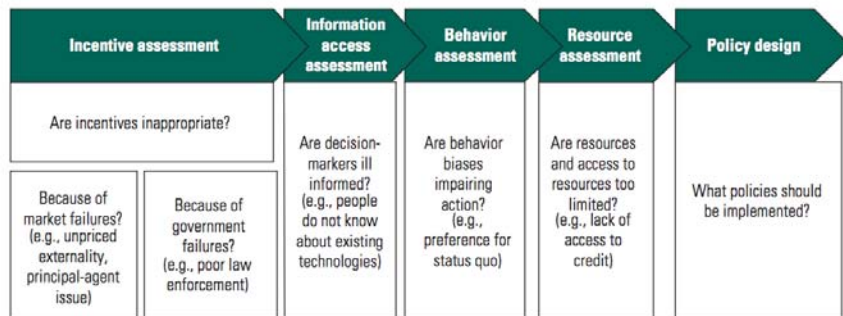 Incentive assessment
Information
access
assessment
Behavior
assessment
Resource
assessment
Policy design
Are incentives inappropriate?
Because of
market failures?
(e.g., unpriced
externality,
principal-agent
issue)
Because of
government
failures?
(e.g., poor law
enforcement)
Are decision-
markers ill
informed?
(e.g., people
do not know
about existing
technologies)
Are behavior
biases
impairing
action?
(e.g.,
preference for
status quo)
Are resources
and access to
resources too
limited?
(e.g., lack of
access to
credit)
What policies should
be implemented?